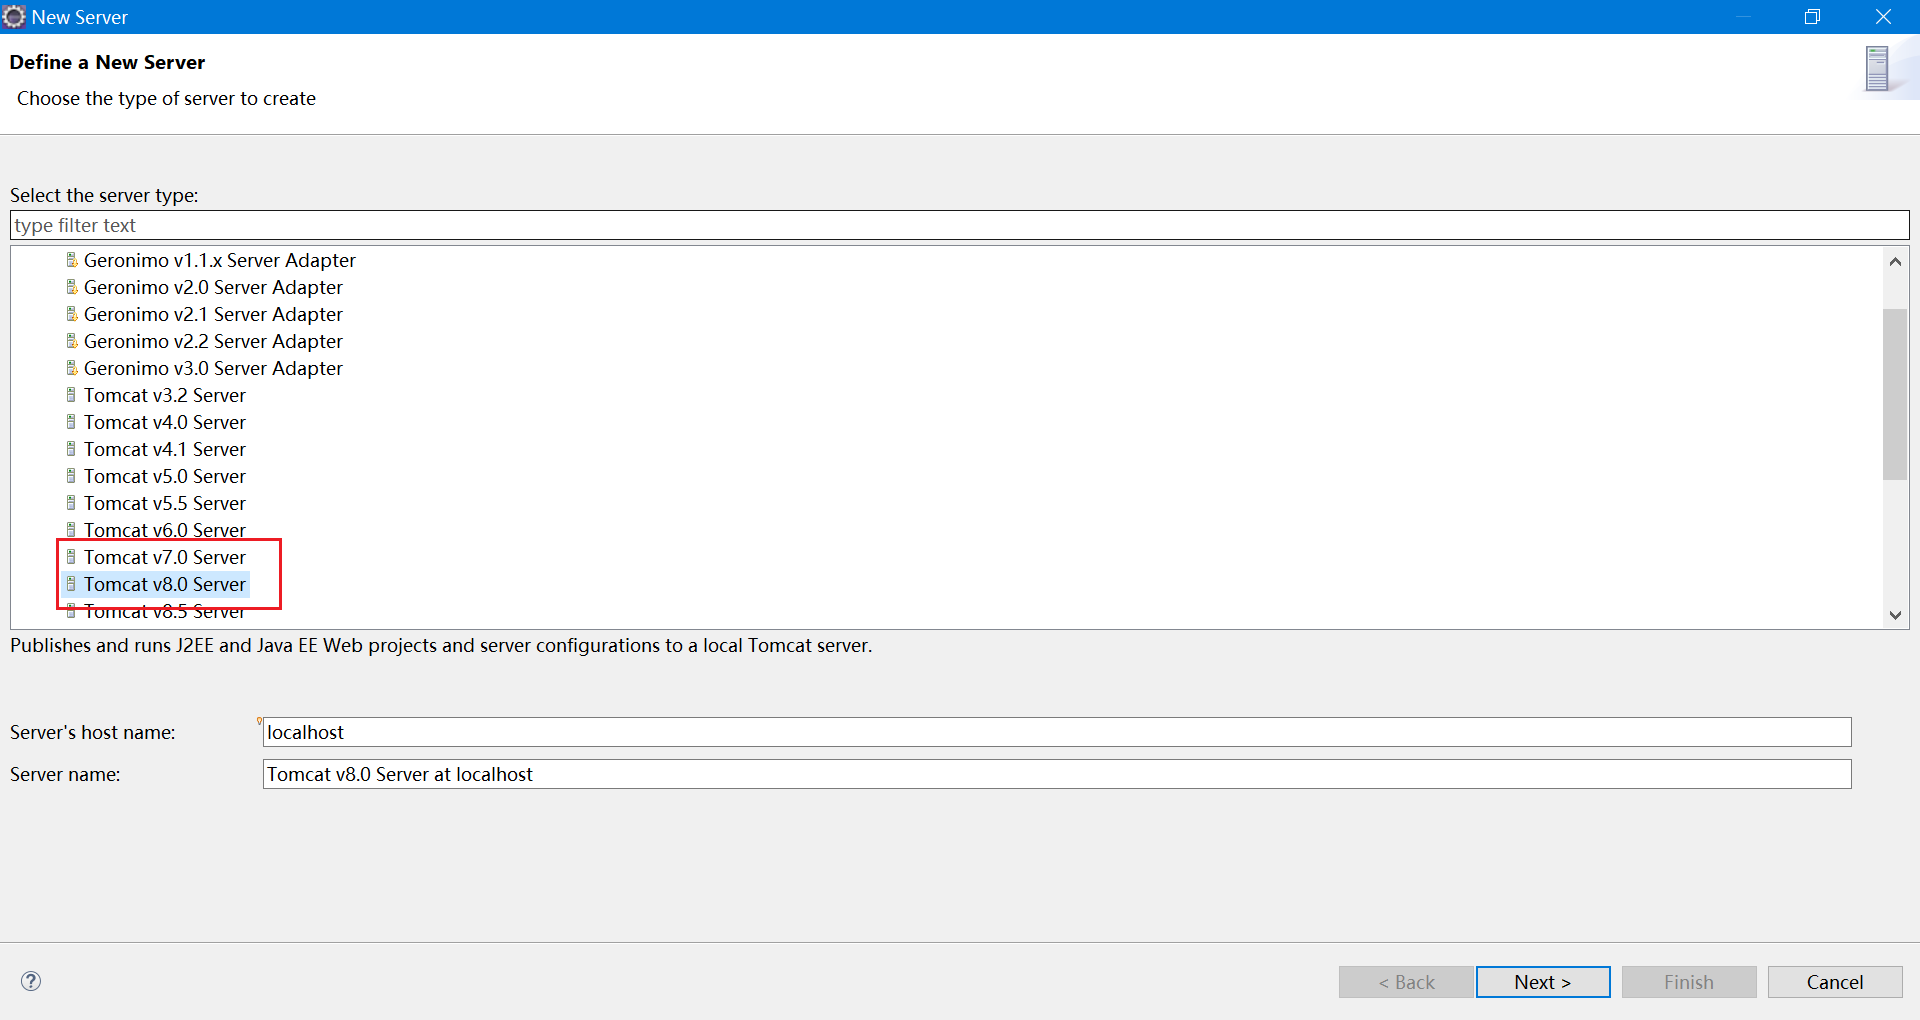 New Server
Define a New Server
Choose the type of server to create
Select the server type:
type filter text
Geronimo v1.1.x Server Adapter
Geronimo v2.0 Server Adapter
Geronimo v2.1 Server Adapter
Geronimo v2.2 Server Adapter
Geronimo v3.0 Server Adapter
Tomcat v3.2 Server
Tomcat v4.0 Server
Tomcat v4.1 Server
Tomcat v5.0 Server
Tomcat v5.5 Server
Tomcat v6.0 Server
Tomcat v7.0 Server
Tomcat v8.0 Server
Tomcat v8.5 Server
Publishes and runs J2EE and Java EE Web projects and server configurations to a local Tomcat server.
Server's host name: localhost
Server name: Tomcat v8.0 Server at localhost
? < Back Next > Finish Cancel